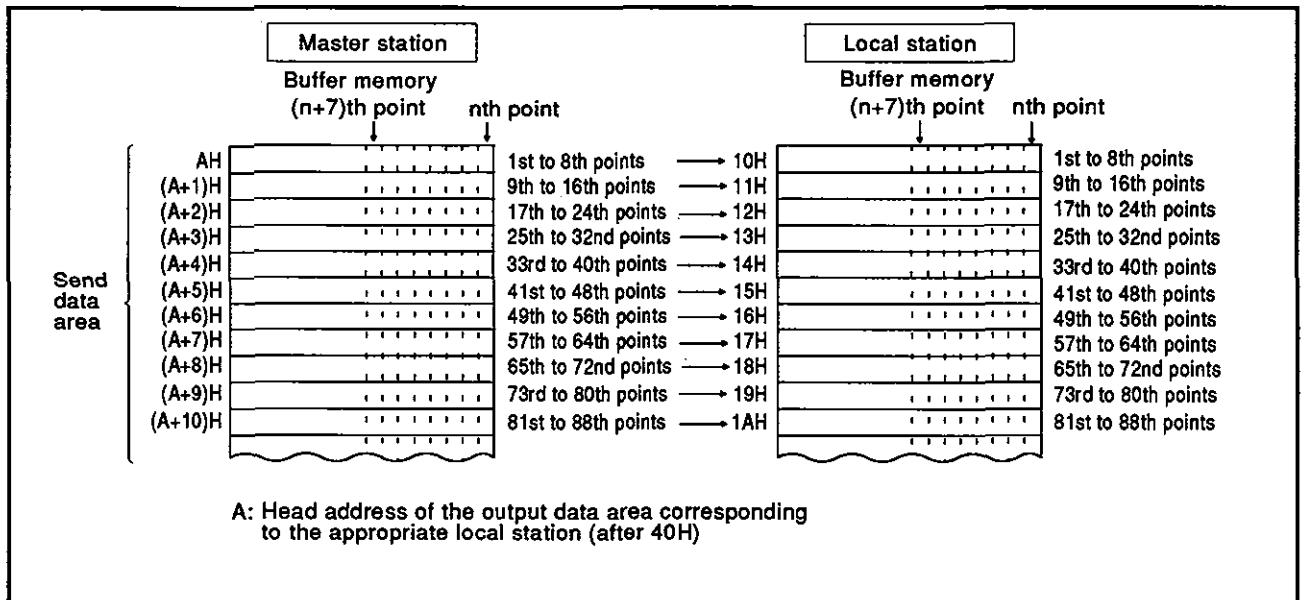 Master station Local station
Buffer memory Buffer memory
(n+7)th point nth point (n+7)th point nth point
Send data area
AH 1st to 8th points → 10H 1st to 8th points
(A+1)H 9th to 16th points → 11H 9th to 16th points
(A+2)H 17th to 24th points → 12H 17th to 24th points
(A+3)H 25th to 32nd points → 13H 25th to 32nd points
(A+4)H 33rd to 40th points → 14H 33rd to 40th points
(A+5)H 41st to 48th points → 15H 41st to 48th points
(A+6)H 49th to 56th points → 16H 49th to 56th points
(A+7)H 57th to 64th points → 17H 57th to 64th points
(A+8)H 65th to 72nd points → 18H 65th to 72nd points
(A+9)H 73rd to 80th points → 19H 73rd to 80th points
(A+10)H 81st to 88th points → 1AH 81st to 88th points
A: Head address of the output data area corresponding
to the appropriate local station (after 40H)